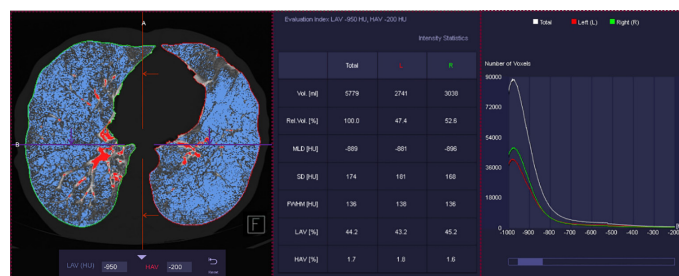 A
B
F
LAV (HU) -950 HAV -200
Evaluation Index LAV -950 HU, HAV -200 HU
Intensity Statistics
Total L R
Vol. [ml] 5779 2741 3038
Rel.Vol. [%] 100.0 47.4 52.6
MLD [HU] -889 -881 -896
SD [HU] 174 181 168
FWHM [HU] 136 138 136
LAV [%] 44.2 43.2 45.2
HAV [%] 1.7 1.8 1.6
Total Left (L) Right (R)
Number of Voxels
90000
72000
54000
36000
18000
0
-1000 -900 -800 -700 -600 -500 -400 -300 -200